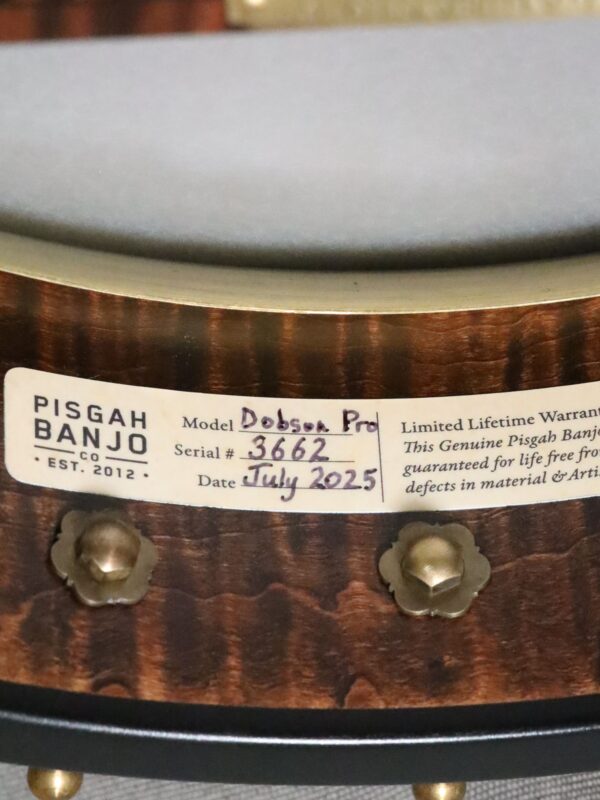 PISGAH
BANJO
CO
• EST. 2012 •
Model Dobson Pro
Serial # 3662
Date July 2025
Limited Lifetime Warrant
This Genuine Pisgah Banjo
guaranteed for life free fro
defects in material & Arti